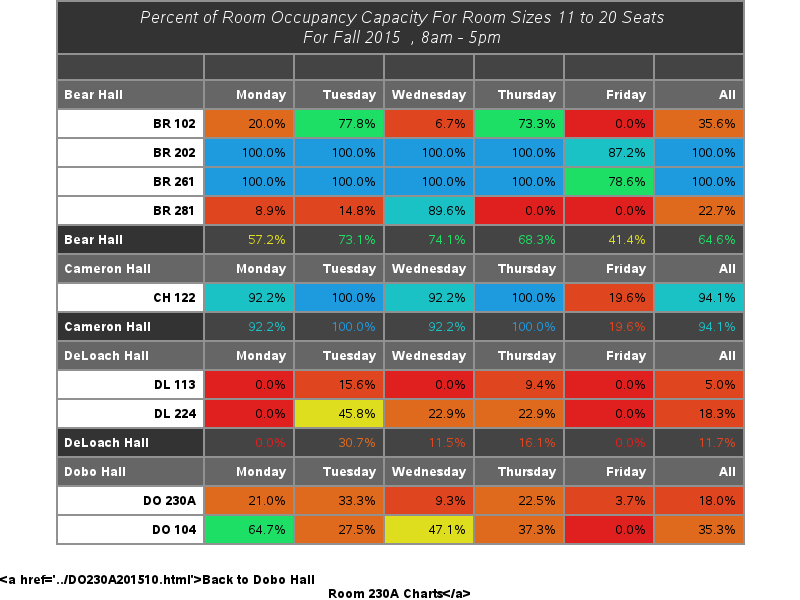 Percent of Room Occupancy Capacity For Room Sizes 11 to 20 Seats
For Fall 2015 , 8am - 5pm
Bear Hall Monday Tuesday Wednesday Thursday Friday All
BR 102 20.0% 77.8% 6.7% 73.3% 0.0% 35.6%
BR 202 100.0% 100.0% 100.0% 100.0% 87.2% 100.0%
BR 261 100.0% 100.0% 100.0% 100.0% 78.6% 100.0%
BR 281 8.9% 14.8% 89.6% 0.0% 0.0% 22.7%
Bear Hall 57.2% 73.1% 74.1% 68.3% 41.4% 64.6%
Cameron Hall Monday Tuesday Wednesday Thursday Friday All
CH 122 92.2% 100.0% 92.2% 100.0% 19.6% 94.1%
Cameron Hall 92.2% 100.0% 92.2% 100.0% 19.6% 94.1%
DeLoach Hall Monday Tuesday Wednesday Thursday Friday All
DL 113 0.0% 15.6% 0.0% 9.4% 0.0% 5.0%
DL 224 0.0% 45.8% 22.9% 22.9% 0.0% 18.3%
DeLoach Hall 0.0% 30.7% 11.5% 16.1% 0.0% 11.7%
Dobo Hall Monday Tuesday Wednesday Thursday Friday All
DO 230A 21.0% 33.3% 9.3% 22.5% 3.7% 18.0%
DO 104 64.7% 27.5% 47.1% 37.3% 0.0% 35.3%
<a href='../DO230A201510.html'>Back to Dobo Hall
Room 230A Charts</a>